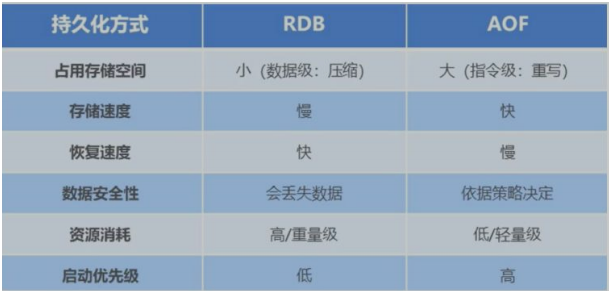 持久化方式 RDB AOF
占用存储空间 小（数据级：压缩） 大（指令级：重写）
存储速度 慢 快
恢复速度 快 慢
数据安全性 会丢失数据 依据策略决定
资源消耗 高/重量级 低/轻量级
启动优先级 低 高